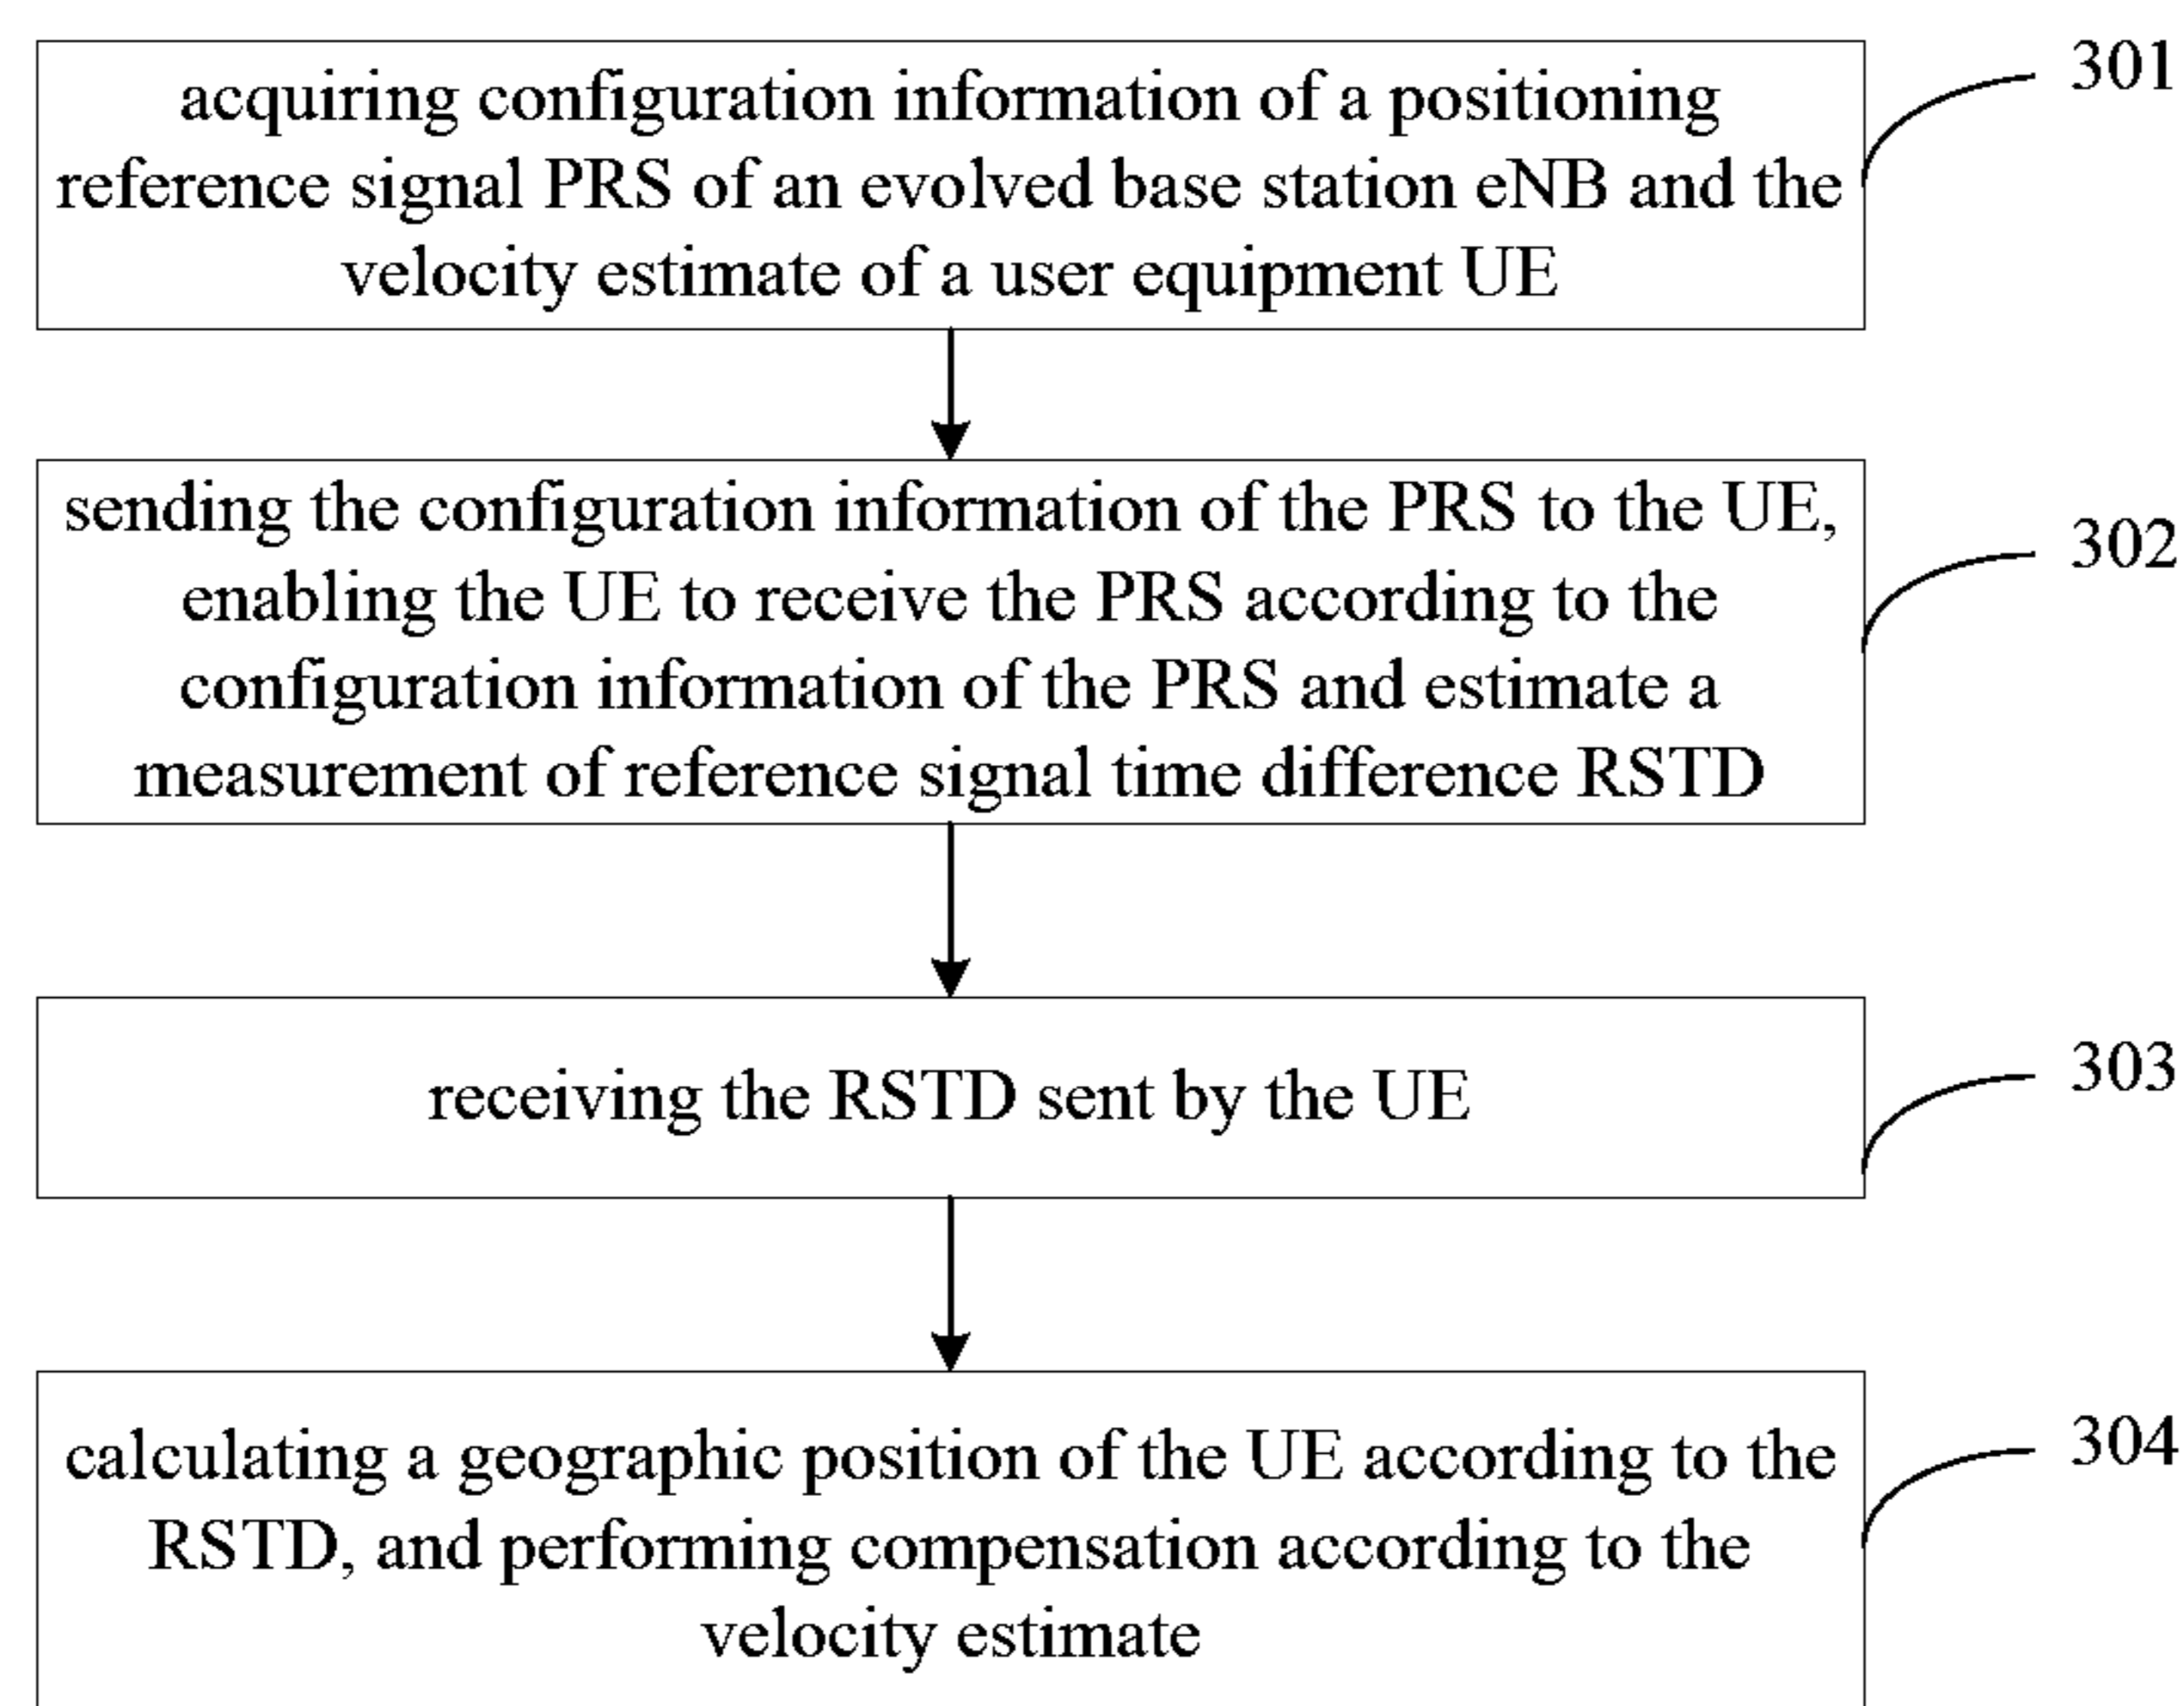 acquiring configuration information of a positioning
reference signal PRS of an evolved base station eNB and the
velocity estimate of a user equipment UE
301
sending the configuration information of the PRS to the UE,
enabling the UE to receive the PRS according to the
configuration information of the PRS and estimate a
measurement of reference signal time difference RSTD
302
receiving the RSTD sent by the UE
303
calculating a geographic position of the UE according to the
RSTD, and performing compensation according to the
velocity estimate
304